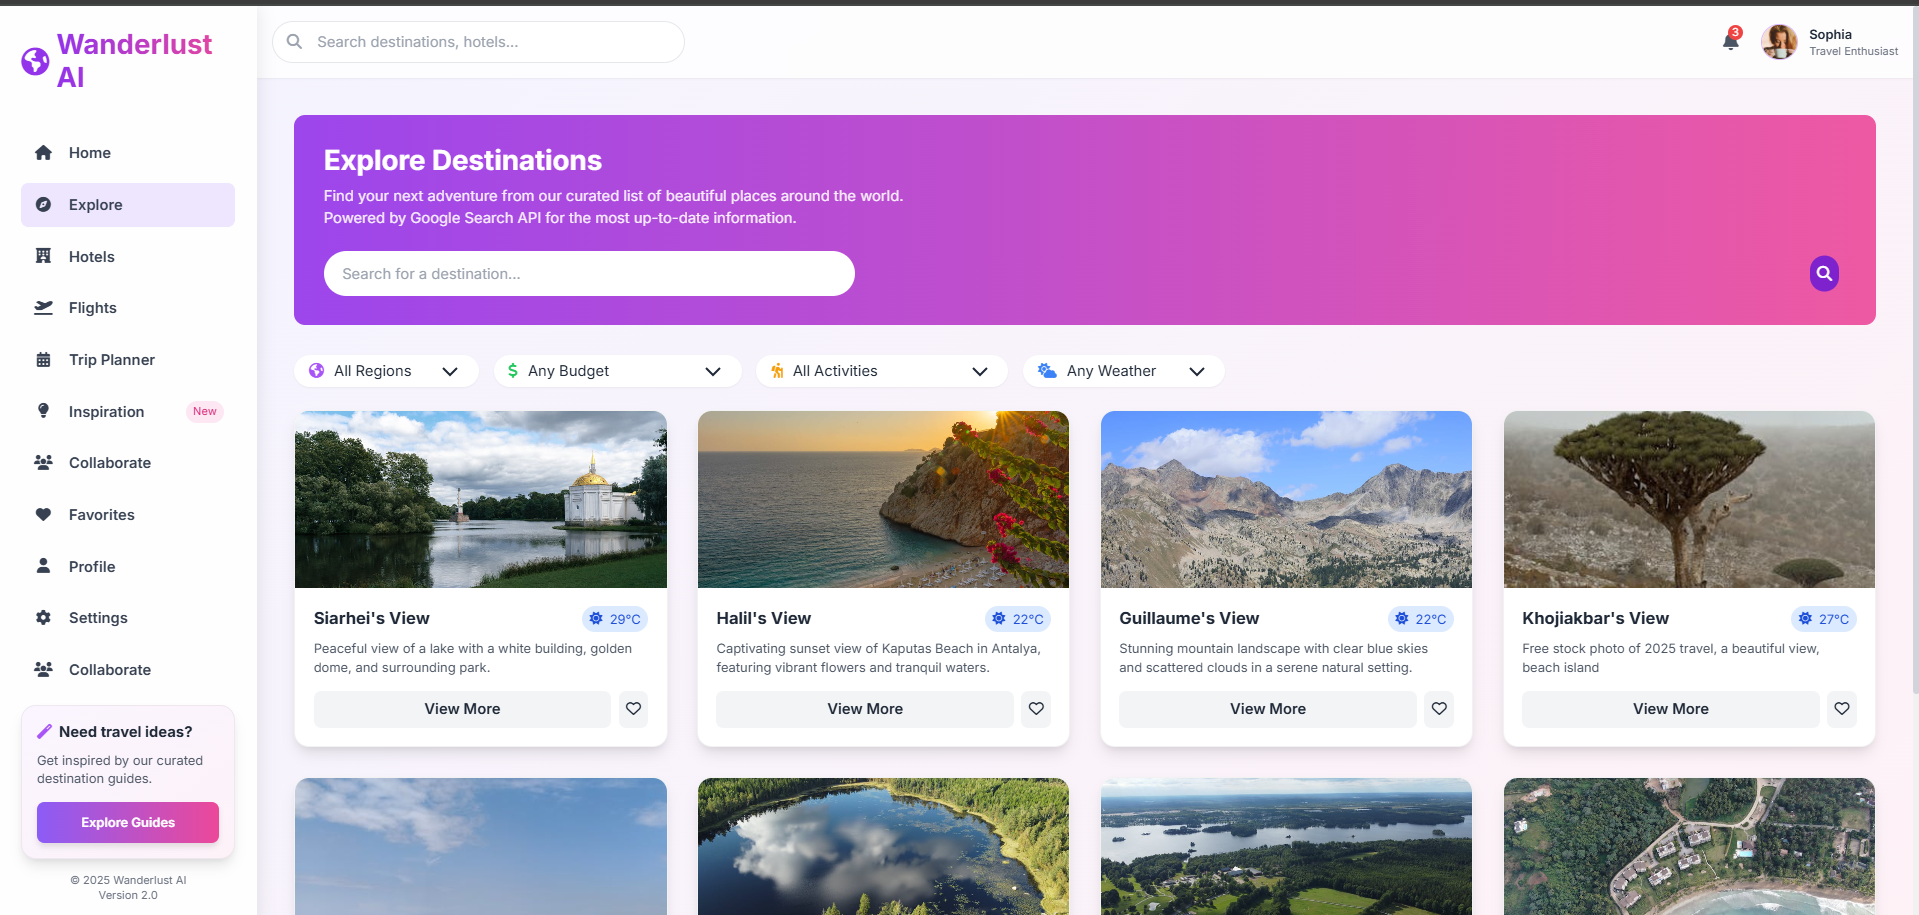 Wanderlust
AI
Search destinations, hotels...
3
Sophia
Travel Enthusiast
Home
Explore
Hotels
Flights
Trip Planner
Inspiration New
Collaborate
Favorites
Profile
Settings
Collaborate
Need travel ideas?
Get inspired by our curated
destination guides.
Explore Guides
© 2025 Wanderlust AI
Version 2.0
Explore Destinations
Find your next adventure from our curated list of beautiful places around the world.
Powered by Google Search API for the most up-to-date information.
Search for a destination...
All Regions
Any Budget
All Activities
Any Weather
Siarhei's View 29°C
Peaceful view of a lake with a white building, golden
dome, and surrounding park.
View More
Halil's View 22°C
Captivating sunset view of Kaputas Beach in Antalya,
featuring vibrant flowers and tranquil waters.
View More
Guillaume's View 22°C
Stunning mountain landscape with clear blue skies
and scattered clouds in a serene natural setting.
View More
Khojiakbar's View 27°C
Free stock photo of 2025 travel, a beautiful view,
beach island
View More